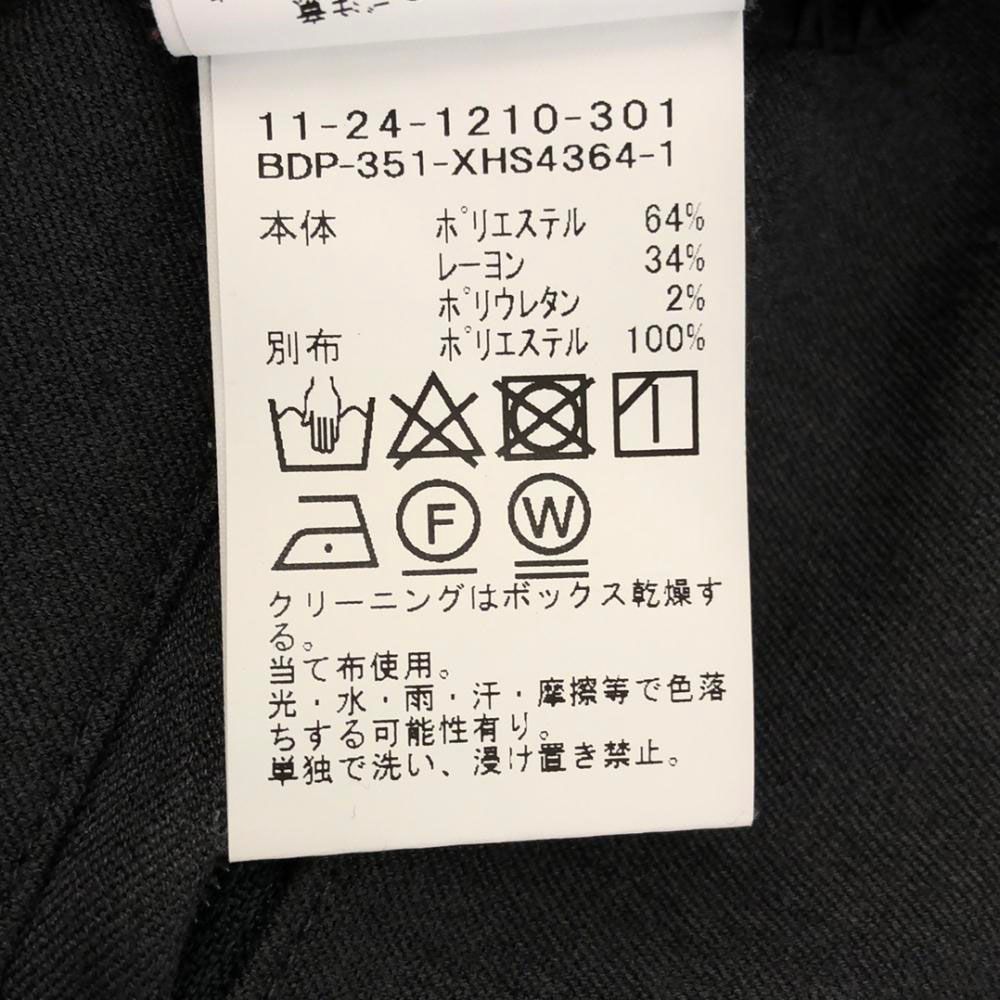 意注ご
11-24-1210-301
BDP-351-XHS4364-1
本体 ポリエステル 64%
レーヨン 34%
ポリウレタン 2%
別布 ポリエステル 100%
F W
クリーニングはボックス乾燥す
る。
当て布使用。
光・水・雨・汗・摩擦等で色落
ちする可能性有り。
単独で洗い、浸け置き禁止。